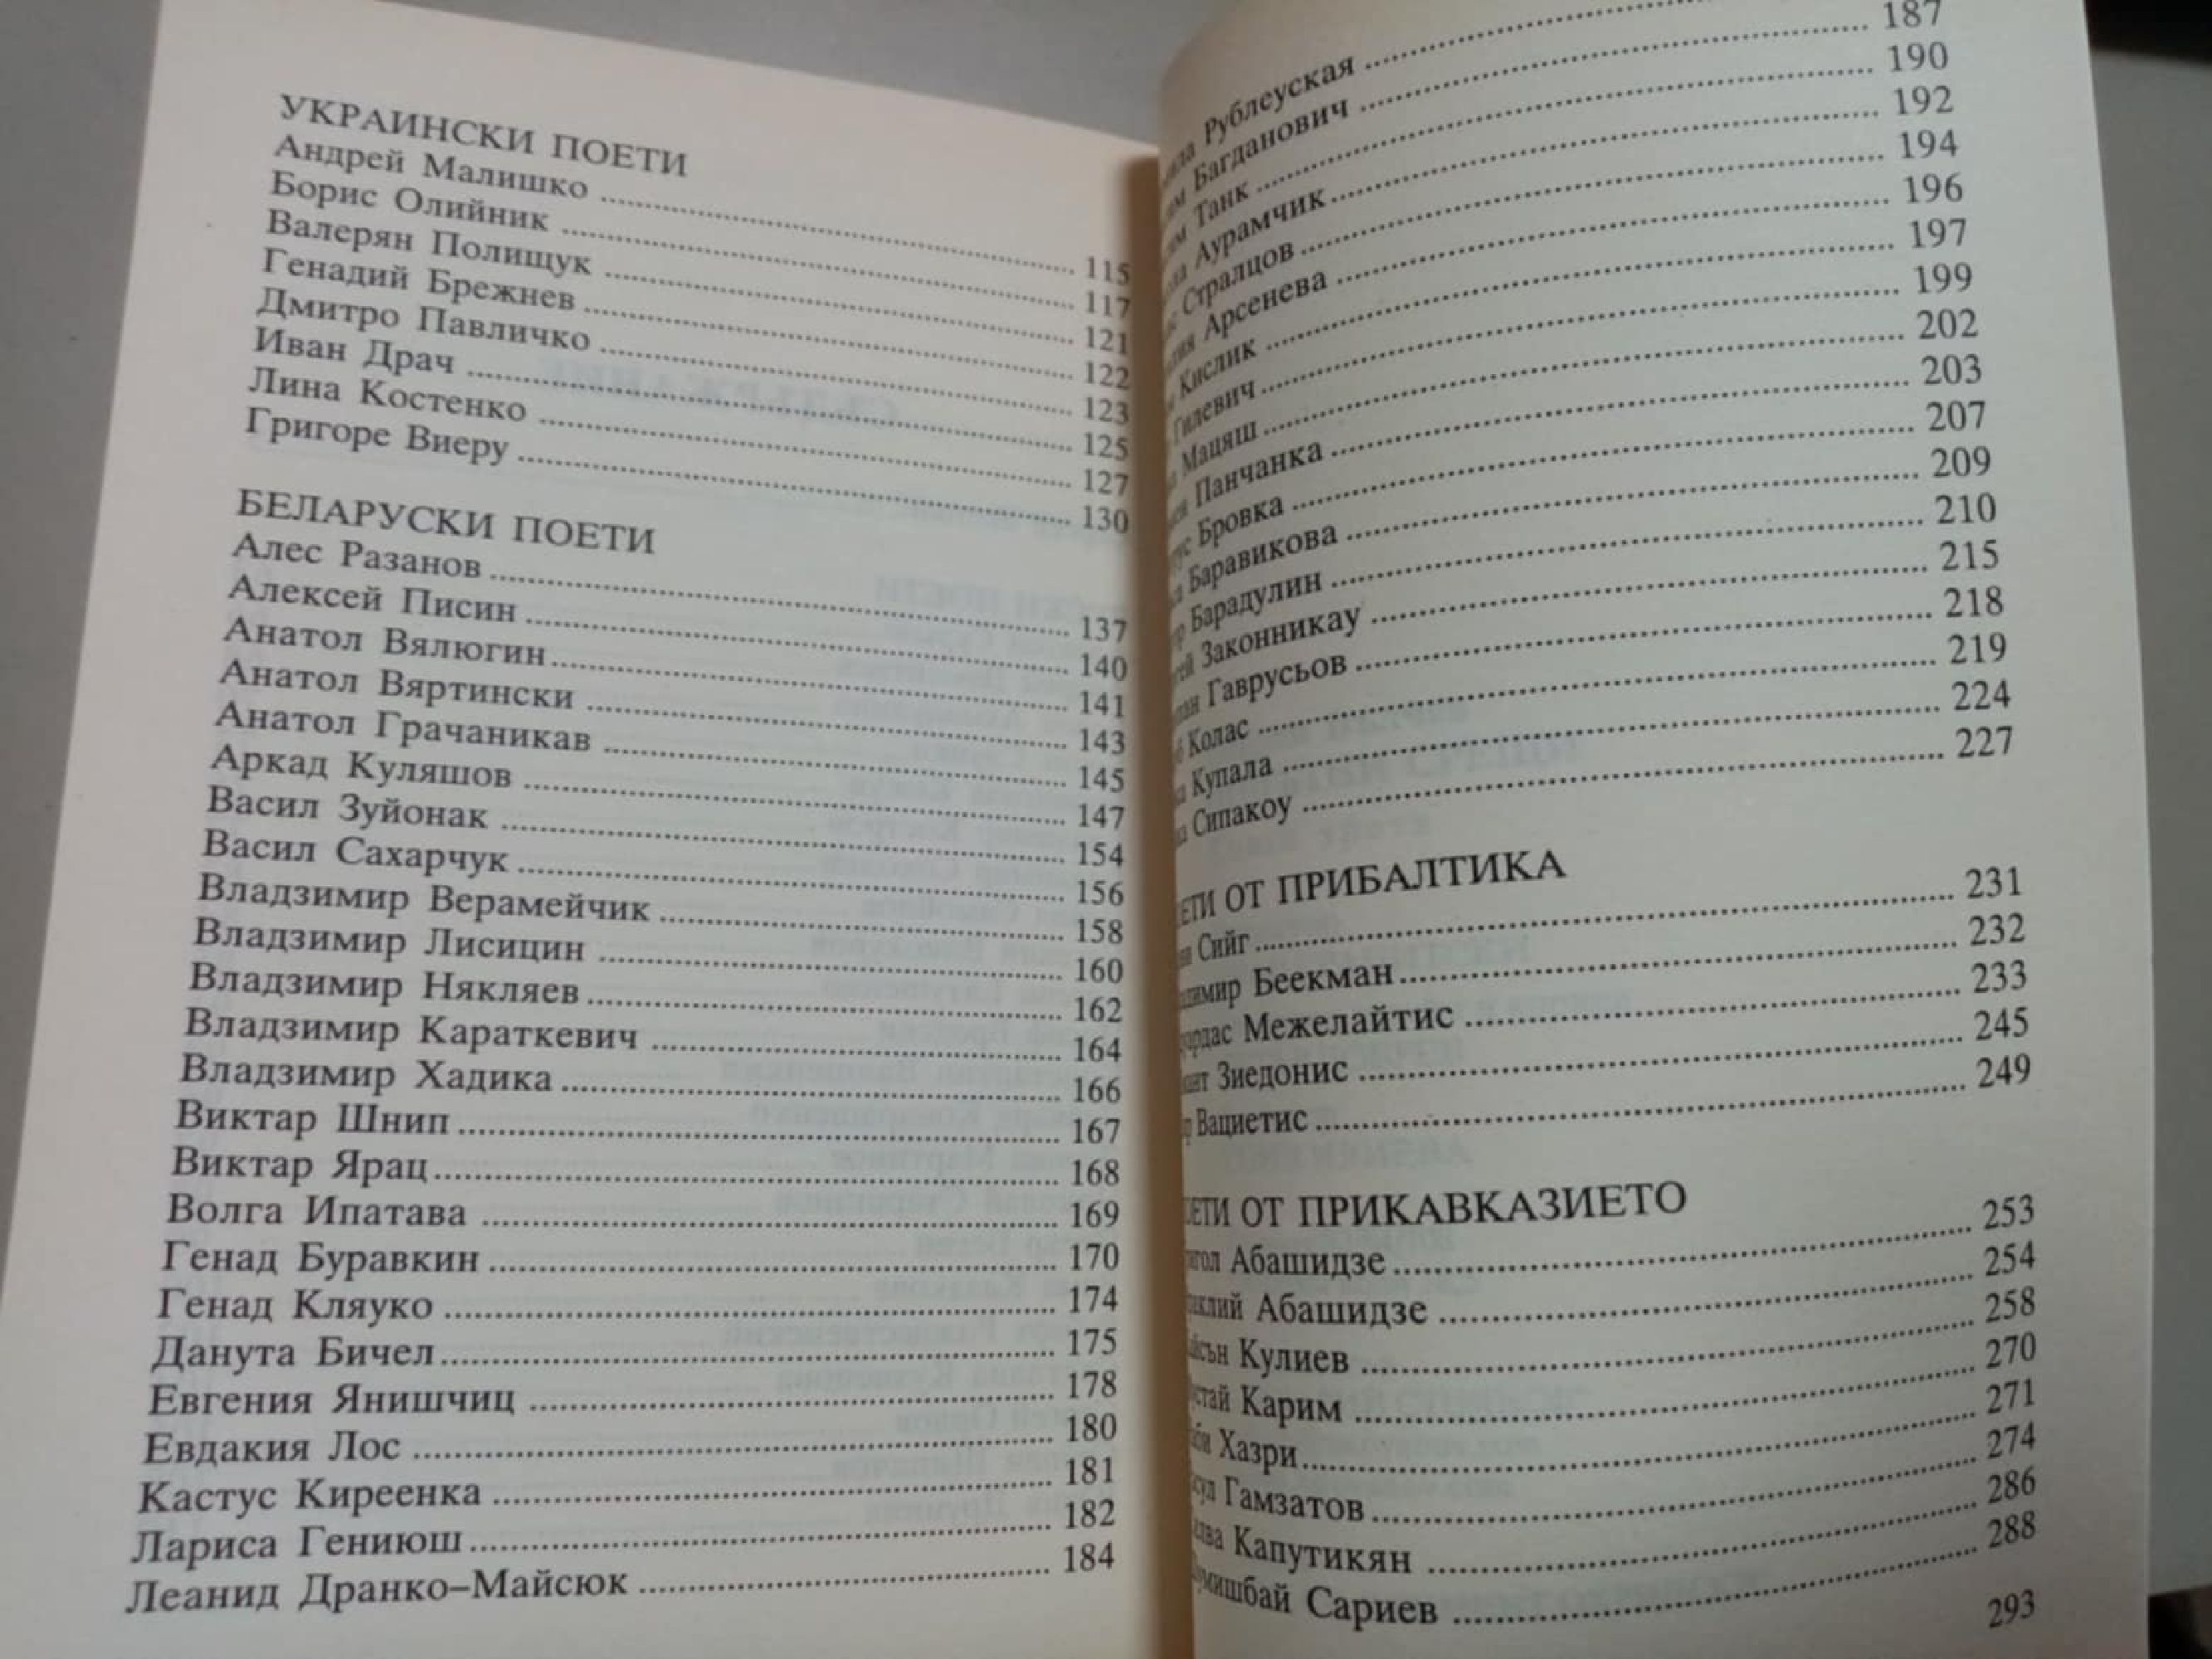 УКРАИНСКИ ПОЕТИ
Андрей Малишко ........ 115
Борис Олийник ........ 117
Валерян Полищук ........ 121
Генадий Брежнев ........ 122
Дмитро Павличко ........ 123
Иван Драч ........ 125
Лина Костенко ........ 127
Григоре Виеру ........ 130
БЕЛАРУСКИ ПОЕТИ
Алес Разанов ........ 137
Алексей Писин ........ 140
Анатол Вялюгин ........ 141
Анатол Вяртински ........ 143
Анатол Грачаникав ........ 145
Аркад Куляшов ........ 147
Васил Зуйонак ........ 154
Васил Сахарчук ........ 156
Владзимир Верамейчик ........ 158
Владзимир Лисицин ........ 160
Владзимир Някляев ........ 162
Владзимир Караткевич ........ 164
Владзимир Хадика ........ 166
Виктар Шнип ........ 167
Виктар Ярац ........ 168
Волга Ипатава ........ 169
Генад Буравкин ........ 170
Генад Кляуко ........ 174
Данута Бичел ........ 175
Евгения Янишчиц ........ 178
Евдакия Лос ........ 180
Кастус Киреенка ........ 181
Лариса Гениюш ........ 182
Леанид Дранко–Майсюк ........ 184
Рублеуская ........
Багданович ........ 187
Танк ........ 190
Аурамчик ........ 192
Стралцов ........ 194
Арсенева ........ 196
Кислик ........ 197
Гилевич ........ 199
Мацяш ........ 202
Панчанка ........ 203
Бровка ........ 207
Баравикова ........ 209
Барадулин ........ 210
Законникау ........ 215
Гаврусьов ........ 218
Колас ........ 219
Купала ........ 224
Сипакоу ........ 227
ОТ ПРИБАЛТИКА
Сийг ........ 231
Беекман ........ 232
Межелайтис ........ 233
Зиедонис ........ 245
Вациетис ........ 249
ОТ ПРИКАВКАЗИЕТО
Абашидзе ........ 253
Абашидзе ........ 254
Кулиев ........ 258
Карим ........ 270
Хазри ........ 271
Гамзатов ........ 274
Капутикян ........ 286
Сариев ........ 288
293